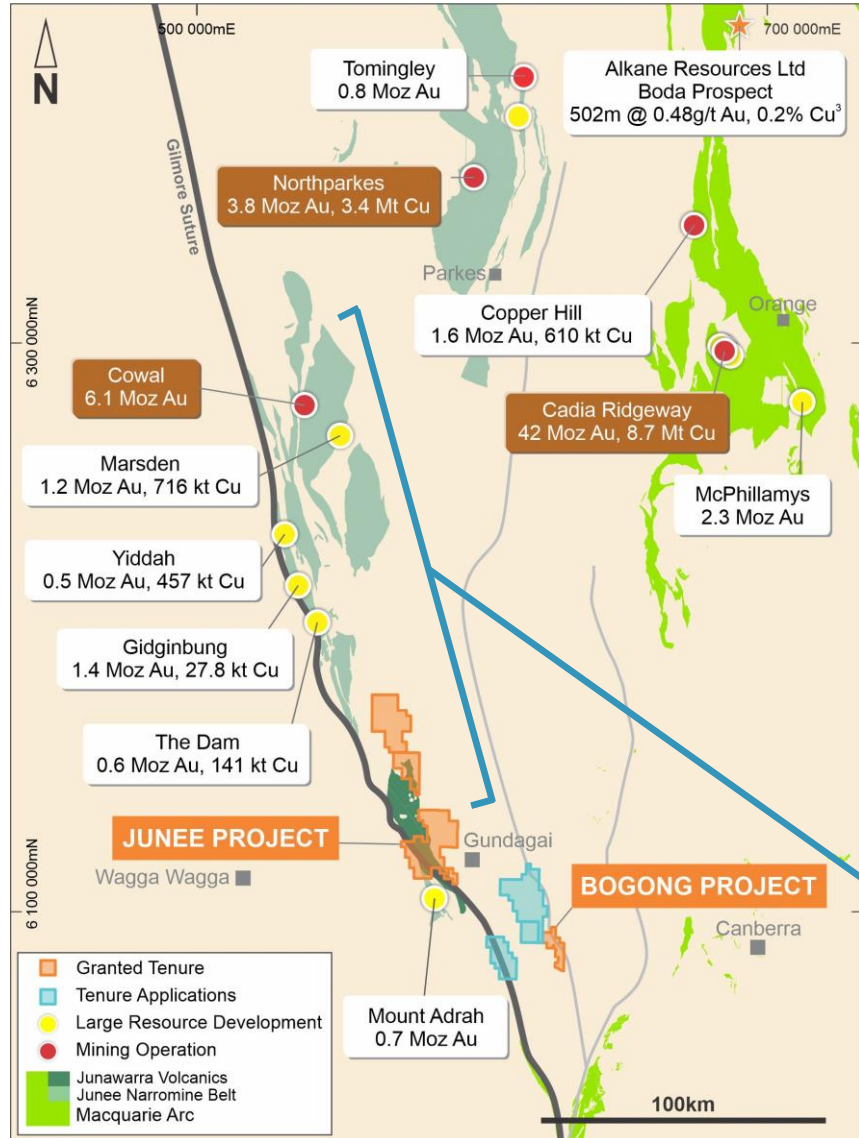 500 000mE
700 000mE
N
Gilmore Suture
Tomingley
0.8 Moz Au
Alkane Resources Ltd
Boda Prospect
502m @ 0.48g/t Au, 0.2% Cu³
Northparkes
3.8 Moz Au, 3.4 Mt Cu
Parkes
Copper Hill
1.6 Moz Au, 610 kt Cu
Orange
6 300 000mN
Cowal
6.1 Moz Au
Cadia Ridgeway
42 Moz Au, 8.7 Mt Cu
Marsden
1.2 Moz Au, 716 kt Cu
McPhillamys
2.3 Moz Au
Yiddah
0.5 Moz Au, 457 kt Cu
Gidginbung
1.4 Moz Au, 27.8 kt Cu
The Dam
0.6 Moz Au, 141 kt Cu
JUNEE PROJECT
Gundagai
Wagga Wagga
BOGONG PROJECT
6 100 000mN
Canberra
Mount Adrah
0.7 Moz Au
Granted Tenure
Tenure Applications
Large Resource Development
Mining Operation
Junawarra Volcanics
Junee Narromine Belt
Macquarie Arc
100km